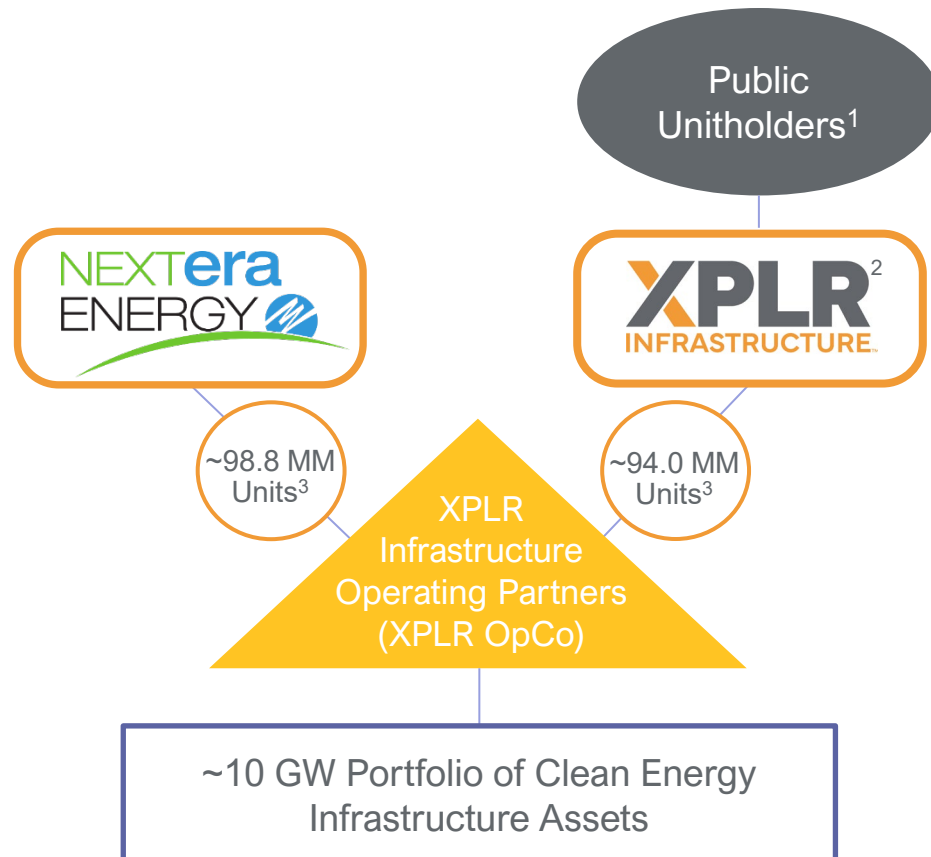 Public
Unitholders1
NEXTera
ENERGY
XPLR2
INFRASTRUCTURE™
~98.8 MM
Units3
~94.0 MM
Units3
XPLR
Infrastructure
Operating Partners
(XPLR OpCo)
~10 GW Portfolio of Clean Energy
Infrastructure Assets